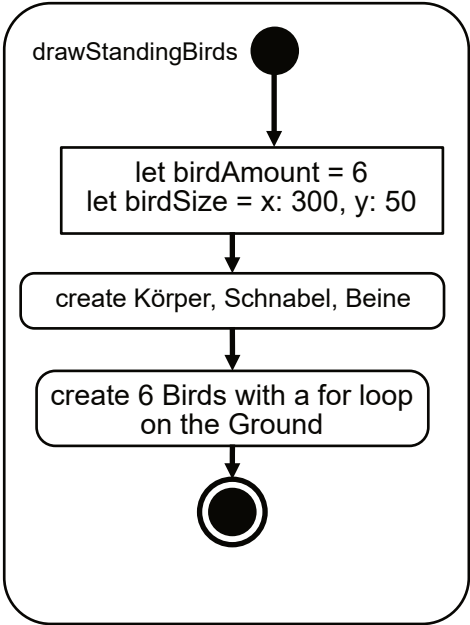 drawStandingBirds
let birdAmount = 6
let birdSize = x: 300, y: 50
create Körper, Schnabel, Beine
create 6 Birds with a for loop
on the Ground